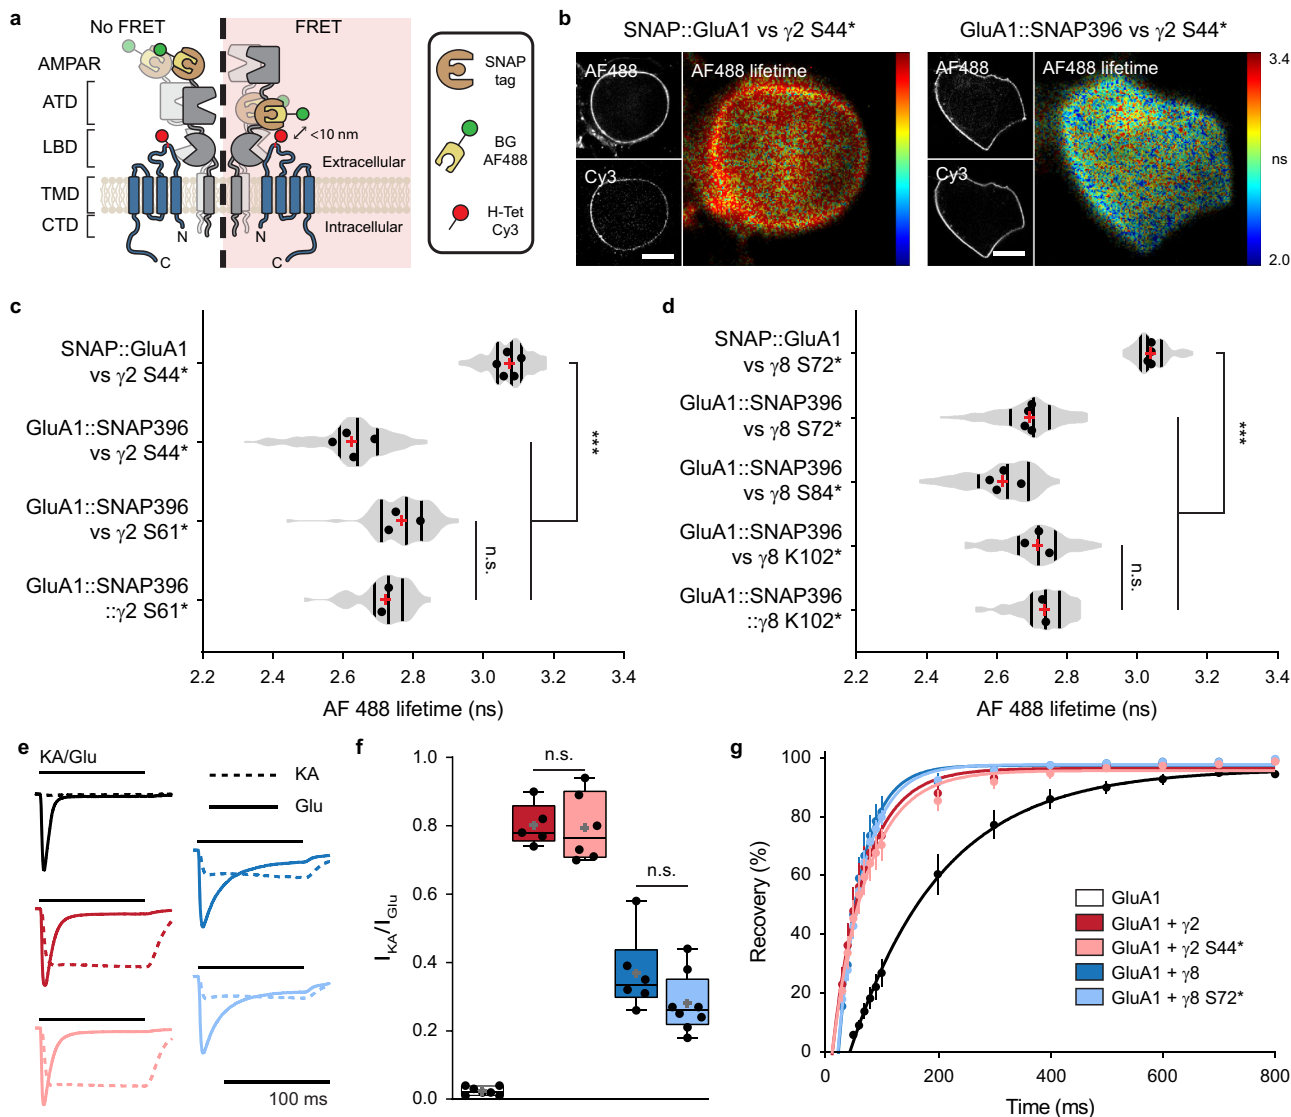 a
No FRET
FRET
AMPAR
ATD
LBD
TMD
CTD
<10 nm
Extracellular
Intracellular
N
N
C
C
SNAP
tag
BG
AF488
H-Tet
Cy3
b
SNAP::GluA1 vs γ2 S44*
GluA1::SNAP396 vs γ2 S44*
AF488
AF488 lifetime
Cy3
AF488
AF488 lifetime
Cy3
3.4
ns
2.0
c
SNAP::GluA1
vs γ2 S44*
GluA1::SNAP396
vs γ2 S44*
GluA1::SNAP396
vs γ2 S61*
GluA1::SNAP396
::γ2 S61*
n.s.
***
2.2 2.4 2.6 2.8 3.0 3.2 3.4
AF 488 lifetime (ns)
d
SNAP::GluA1
vs γ8 S72*
GluA1::SNAP396
vs γ8 S72*
GluA1::SNAP396
vs γ8 S84*
GluA1::SNAP396
vs γ8 K102*
GluA1::SNAP396
::γ8 K102*
n.s.
***
2.2 2.4 2.6 2.8 3.0 3.2 3.4
AF 488 lifetime (ns)
e
KA/Glu
KA
Glu
100 ms
f
1.0
0.8
0.6
0.4
0.2
0.0
I_KA/I_Glu
n.s.
n.s.
g
100
80
60
40
20
0
Recovery (%)
GluA1
GluA1 + γ2
GluA1 + γ2 S44*
GluA1 + γ8
GluA1 + γ8 S72*
0 200 400 600 800
Time (ms)